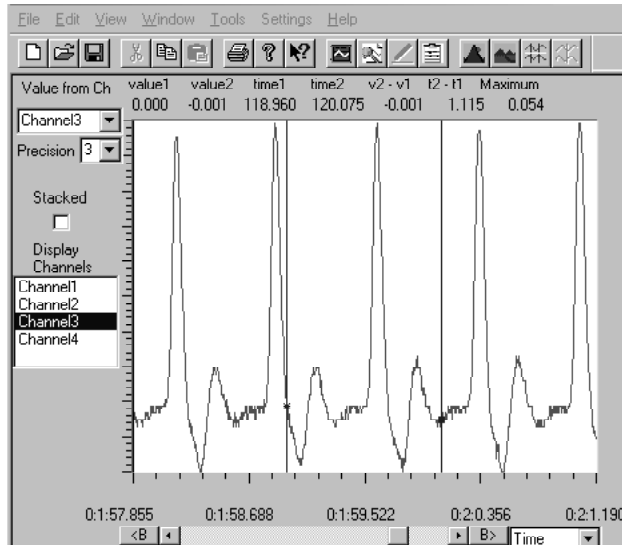 File Edit View Window Tools Settings Help
Value from Ch value1 value2 time1 time2 v2 - v1 t2 - t1 Maximum
0.000 -0.001 118.960 120.075 -0.001 1.115 0.054
Channel3
Precision 3
Stacked
Display
Channels
Channel1
Channel2
Channel3
Channel4
0:1:57.855 0:1:58.688 0:1:59.522 0:2:0.356 0:2:1.190
<B B> Time